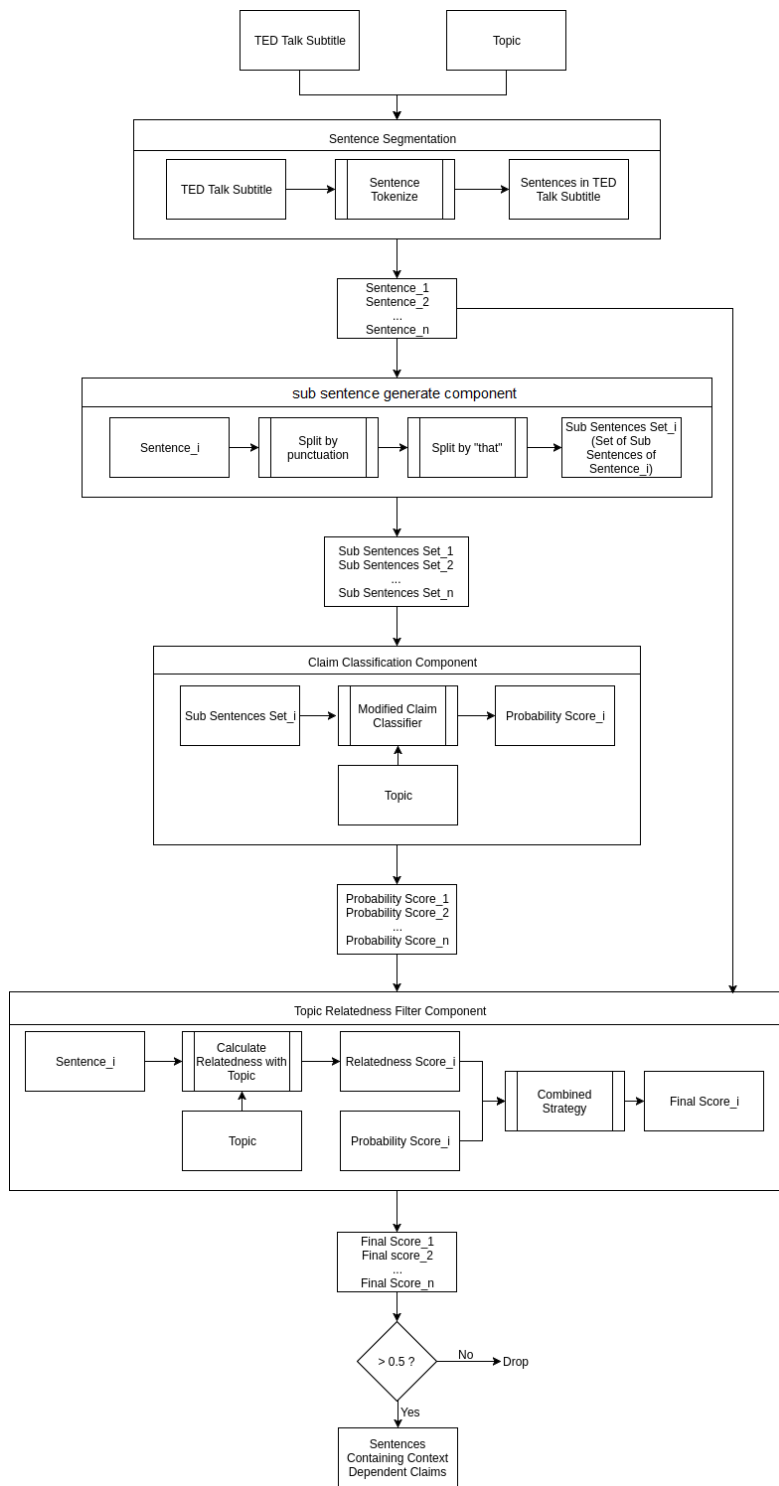 TED Talk Subtitle
Topic
Sentence Segmentation
TED Talk Subtitle
Sentence
Tokenize
Sentences in TED
Talk Subtitle
Sentence_1
Sentence_2
...
Sentence_n
sub sentence generate component
Sentence_i
Split by
punctuation
Split by "that"
Sub Sentences Set_i
(Set of Sub
Sentences of
Sentence_i)
Sub Sentences Set_1
Sub Sentences Set_2
...
Sub Sentences Set_n
Claim Classification Component
Sub Sentences Set_i
Modified Claim
Classifier
Probability Score_i
Topic
Probability Score_1
Probability Score_2
...
Probability Score_n
Topic Relatedness Filter Component
Sentence_i
Calculate
Relatedness with
Topic
Relatedness Score_i
Combined
Strategy
Final Score_i
Topic
Probability Score_i
Final Score_1
Final score_2
...
Final Score_n
> 0.5 ?
No
Drop
Yes
Sentences
Containing Context
Dependent Claims